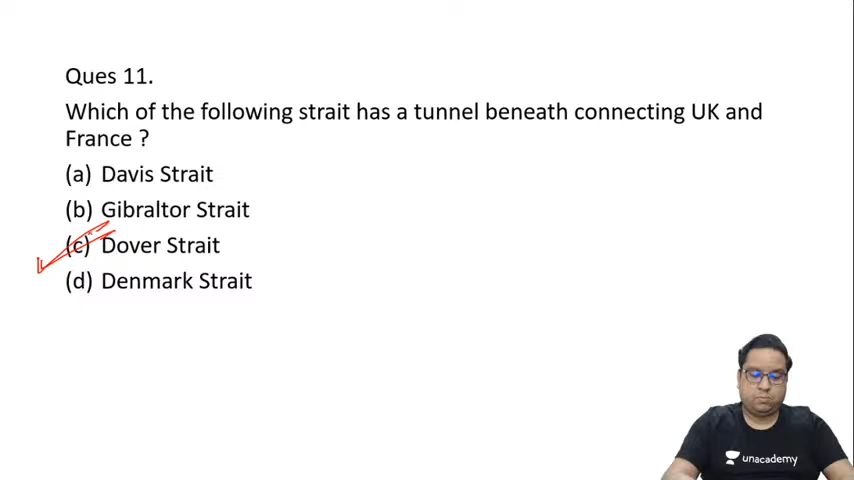 Ques 11.
Which of the following strait has a tunnel beneath connecting UK and
France ?
(a) Davis Strait
(b) Gibraltor Strait
(c) Dover Strait
(d) Denmark Strait
unacademy